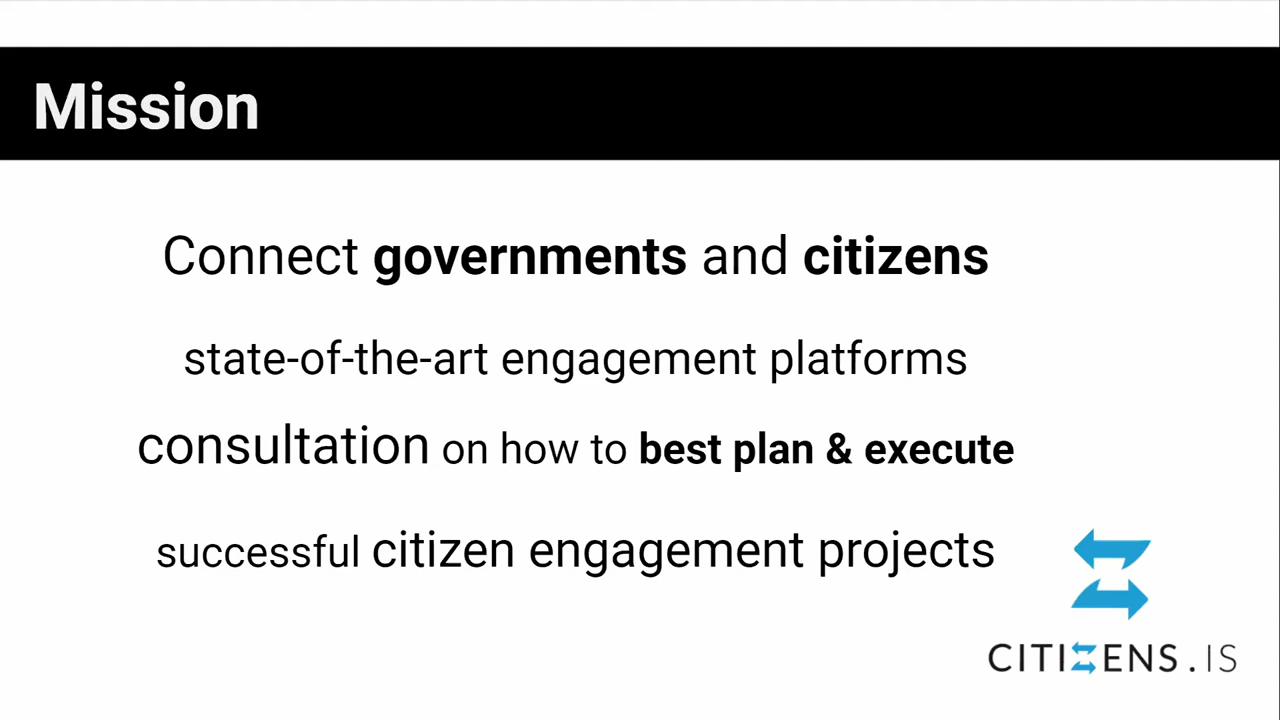 Mission
Connect governments and citizens
state-of-the-art engagement platforms
consultation on how to best plan & execute
successful citizen engagement projects
CITIZENS.IS